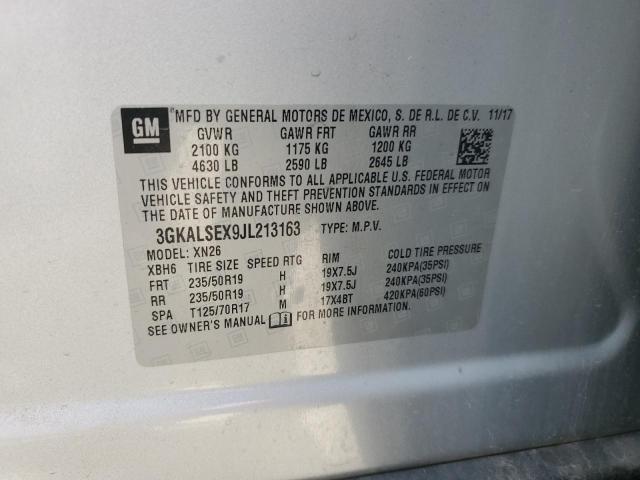 GM
MFD BY GENERAL MOTORS DE MEXICO, S. DE R.L. DE C.V. 11/17
GVWR GAWR FRT GAWR RR
2100 KG 1175 KG 1200 KG
4630 LB 2590 LB 2645 LB
THIS VEHICLE CONFORMS TO ALL APPLICABLE U.S. FEDERAL MOTOR
VEHICLE SAFETY AND THEFT PREVENTION STANDARDS IN EFFECT ON
THE DATE OF MANUFACTURE SHOWN ABOVE.
3GKALSEX9JL213163 TYPE: M.P.V.
MODEL: XN26
XBH6 TIRE SIZE SPEED RTG RIM COLD TIRE PRESSURE
FRT 235/50R19 H 19X7.5J 240KPA(35PSI)
RR 235/50R19 H 19X7.5J 240KPA(35PSI)
SPA T125/70R17 M 17X4BT 420KPA(60PSI)
SEE OWNER'S MANUAL FOR MORE INFORMATION.